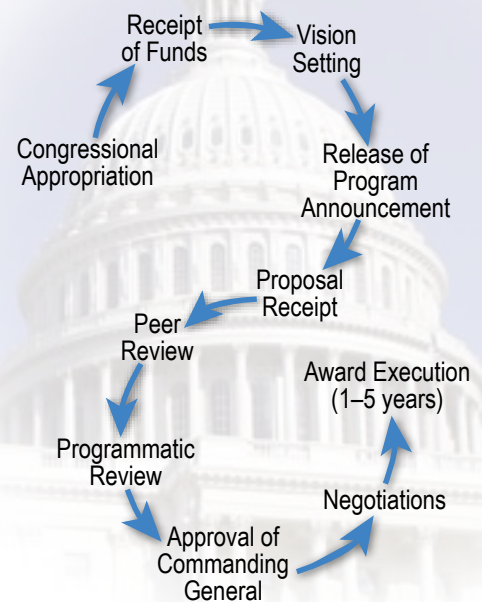 Receipt
of Funds
Vision
Setting
Congressional
Appropriation
Release of
Program
Announcement
Proposal
Receipt
Peer
Review
Programmatic
Review
Approval of
Commanding
General
Negotiations
Award Execution
(1–5 years)